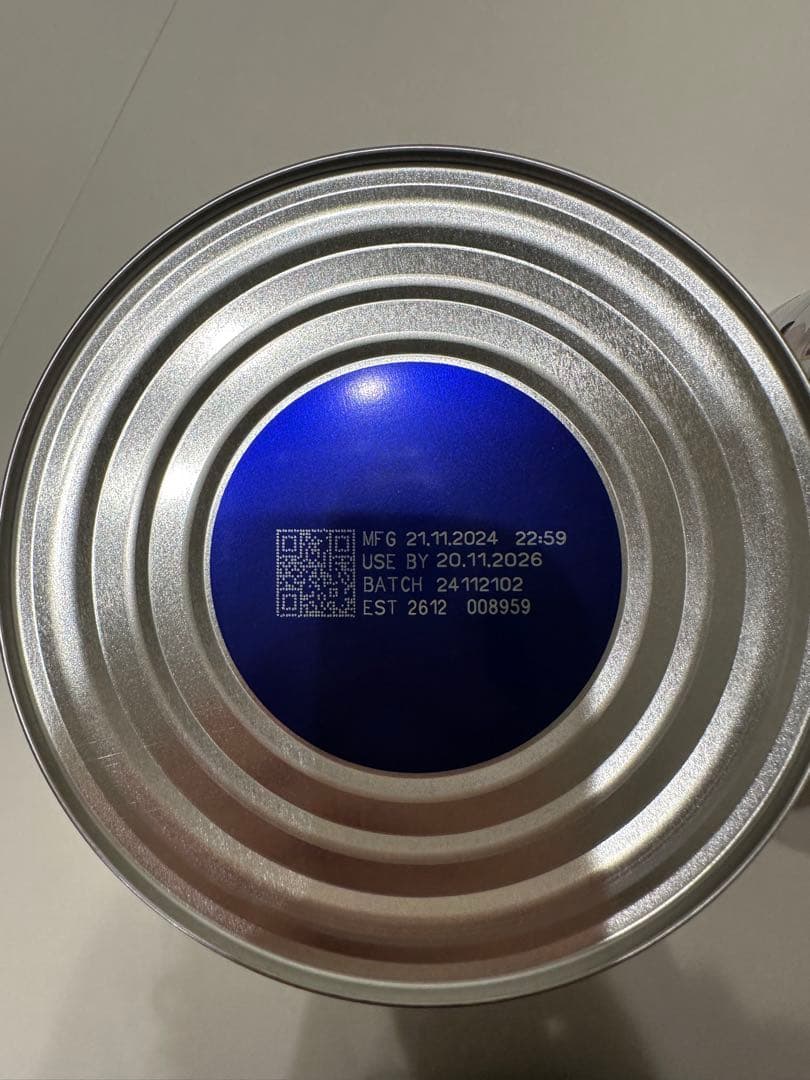 MFG 21.11.2024 22:59
USE BY 20.11.2026
BATCH 24112102
EST 2612 008959